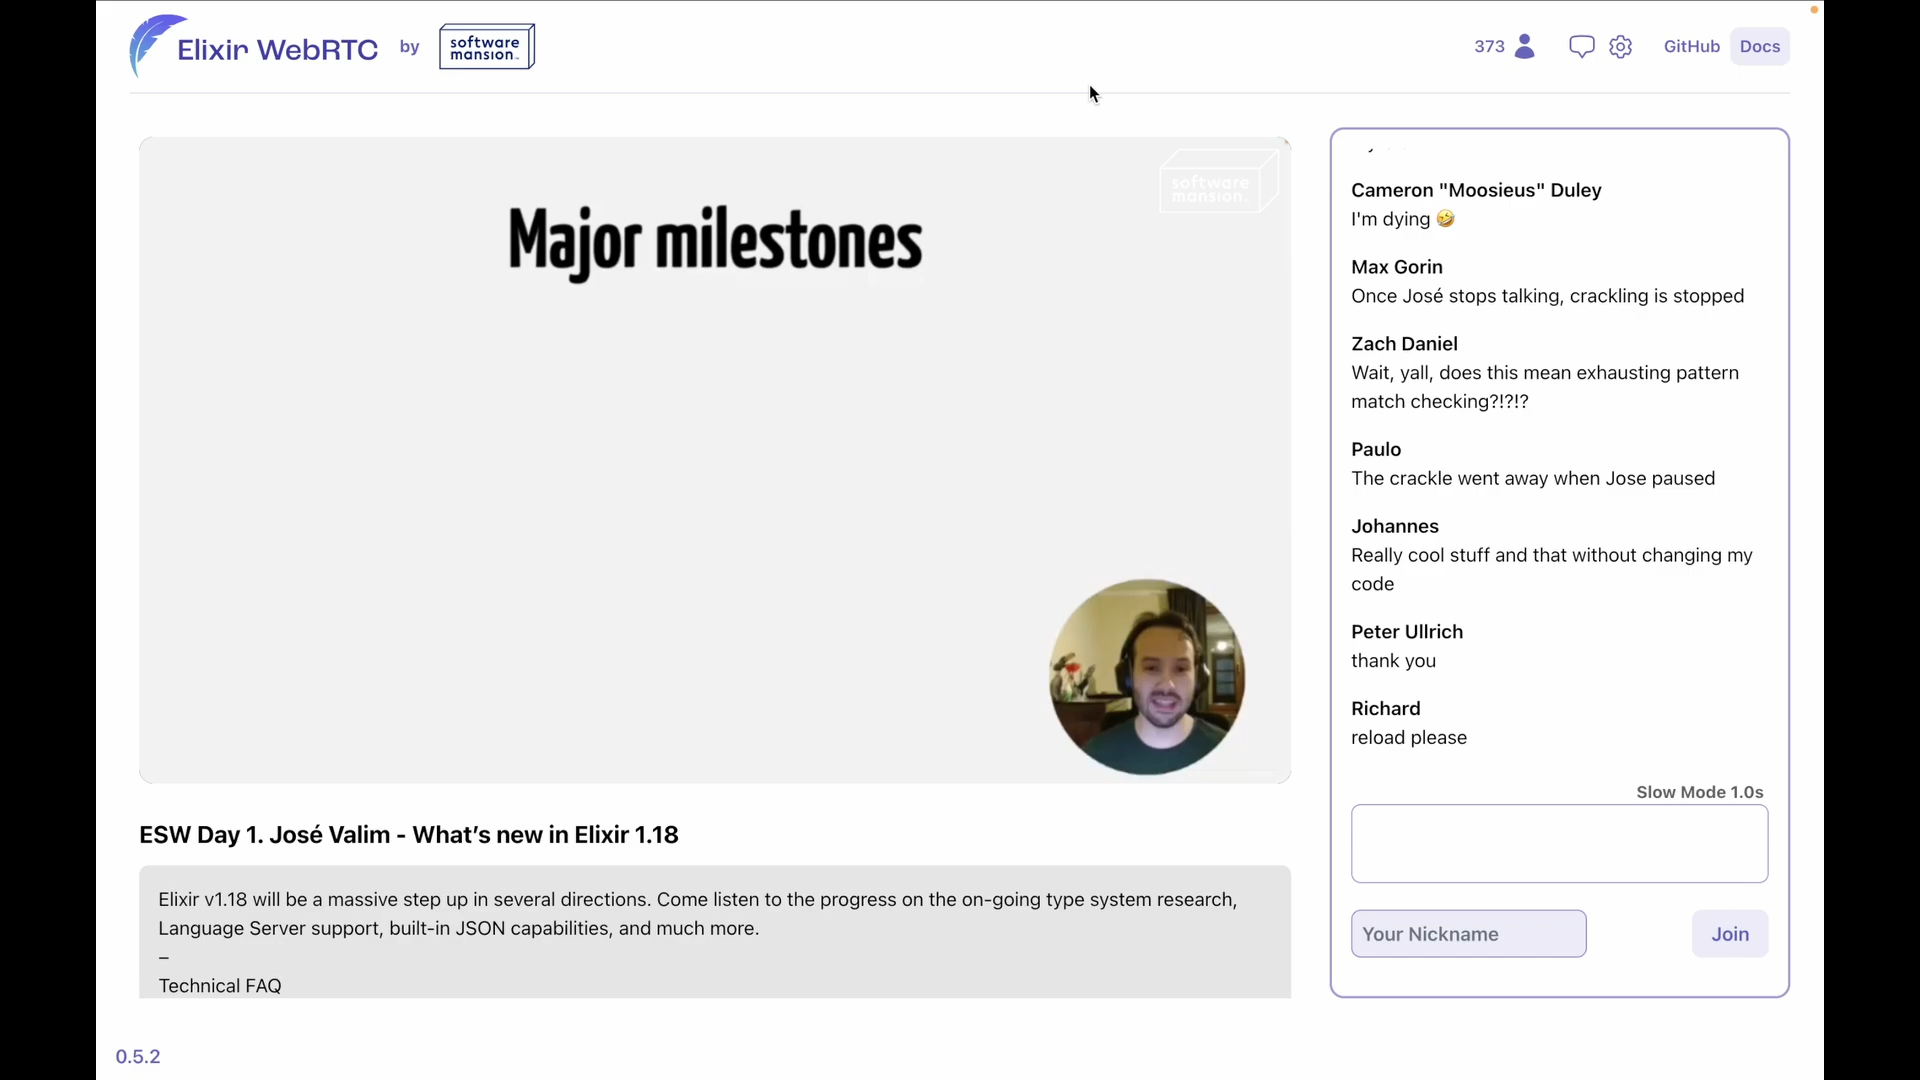 Elixir WebRTC by software mansion
373 GitHub Docs
software
mansion.
Major milestones
Cameron "Moosieus" Duley
I'm dying 🤣
Max Gorin
Once José stops talking, crackling is stopped
Zach Daniel
Wait, yall, does this mean exhausting pattern
match checking?!?!?
Paulo
The crackle went away when Jose paused
Johannes
Really cool stuff and that without changing my
code
Peter Ullrich
thank you
Richard
reload please
Slow Mode 1.0s
Your Nickname
Join
ESW Day 1. José Valim - What’s new in Elixir 1.18
Elixir v1.18 will be a massive step up in several directions. Come listen to the progress on the on-going type system research,
Language Server support, built-in JSON capabilities, and much more.
–
Technical FAQ
0.5.2